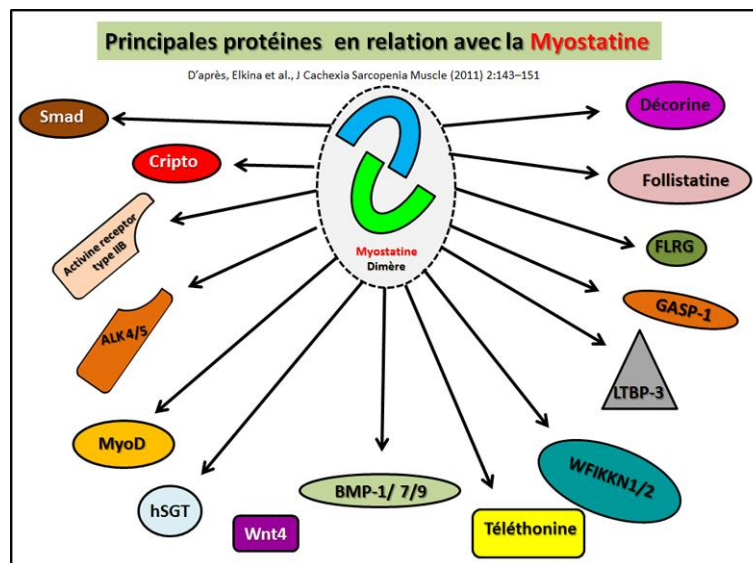 Principales protéines en relation avec la Myostatine
D'après, Elkina et al., J Cachexia Sarcopenia Muscle (2011) 2:143–151
Smad
Décorine
Cripto
Follistatine
Activine receptor
type IIB
Myostatine
Dimère
FLRG
GASP-1
ALK 4/5
LTBP-3
MyoD
WFIKKN1/2
BMP-1/ 7/9
hSGT
Wnt4
Téléthonine